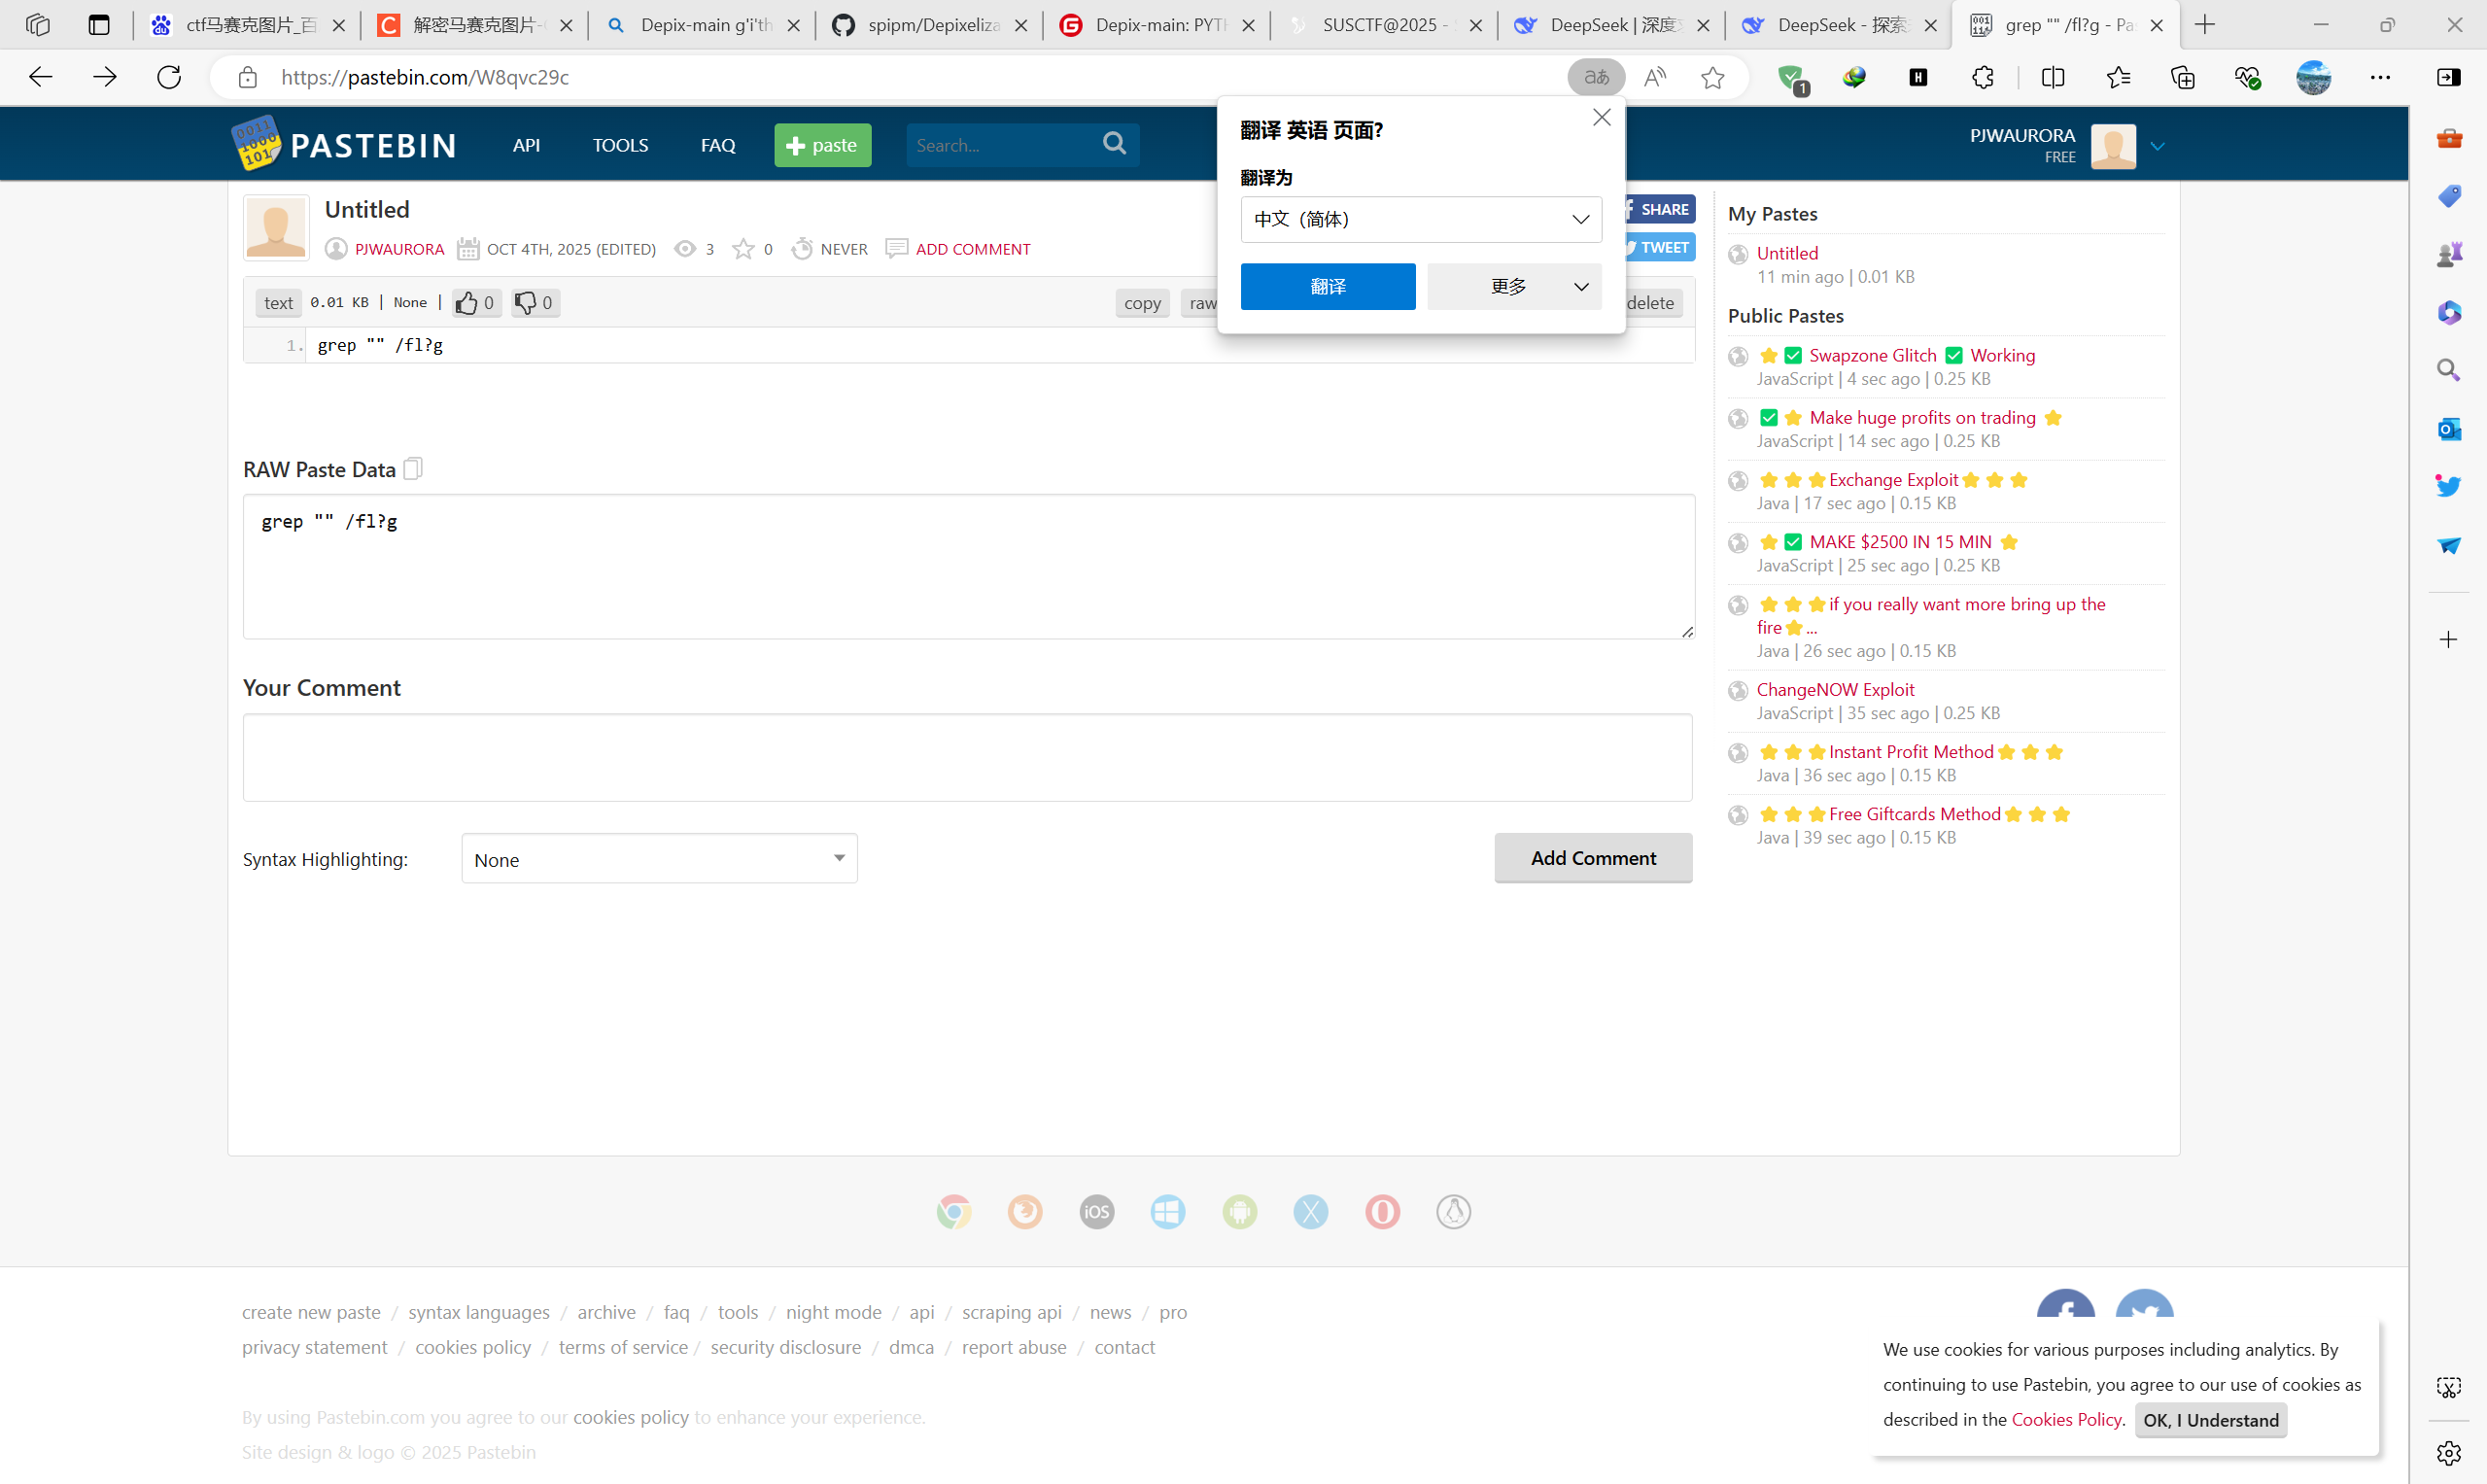 ctf马赛克图片_百
解密马赛克图片-
Depix-main g'i'th
spipm/Depixeliza
Depix-main: PYTH
SUSCTF@2025 -
DeepSeek | 深度
DeepSeek - 探索
grep "" /fl?g - Pa
https://pastebin.com/W8qvc29c
1
PASTEBIN
API
TOOLS
FAQ
paste
Search...
PJWAURORA
FREE
翻译 英语 页面?
翻译为
中文（简体）
翻译
更多
Untitled
PJWAURORA OCT 4TH, 2025 (EDITED) 3 0 NEVER ADD COMMENT
SHARE
TWEET
text 0.01 KB | None | 0 0
copy raw delete
1. grep "" /fl?g
RAW Paste Data
grep "" /fl?g
Your Comment
Syntax Highlighting: None
Add Comment
My Pastes
Untitled
11 min ago | 0.01 KB
Public Pastes
⭐✅ Swapzone Glitch ✅ Working
JavaScript | 4 sec ago | 0.25 KB
✅⭐ Make huge profits on trading ⭐
JavaScript | 14 sec ago | 0.25 KB
⭐⭐⭐Exchange Exploit⭐⭐⭐
Java | 17 sec ago | 0.15 KB
⭐✅ MAKE $2500 IN 15 MIN ⭐
JavaScript | 25 sec ago | 0.25 KB
⭐⭐⭐if you really want more bring up the
fire⭐...
Java | 26 sec ago | 0.15 KB
ChangeNOW Exploit
JavaScript | 35 sec ago | 0.25 KB
⭐⭐⭐Instant Profit Method⭐⭐⭐
Java | 36 sec ago | 0.15 KB
⭐⭐⭐Free Giftcards Method⭐⭐⭐
Java | 39 sec ago | 0.15 KB
iOS
create new paste / syntax languages / archive / faq / tools / night mode / api / scraping api / news / pro
privacy statement / cookies policy / terms of service / security disclosure / dmca / report abuse / contact
By using Pastebin.com you agree to our cookies policy to enhance your experience.
Site design & logo © 2025 Pastebin
We use cookies for various purposes including analytics. By
continuing to use Pastebin, you agree to our use of cookies as
described in the Cookies Policy. OK, I Understand